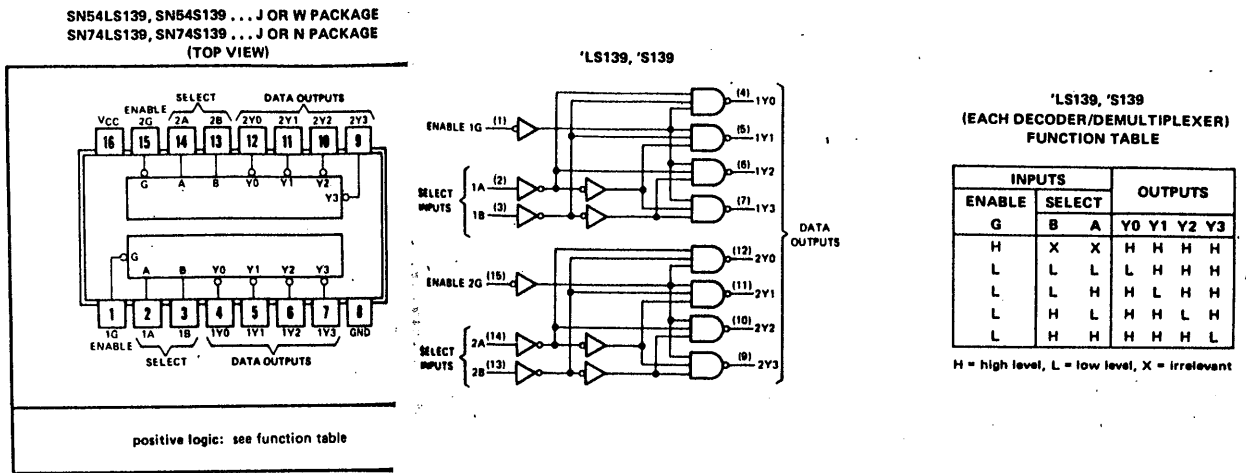 SN54LS139, SN54S139 ... J OR W PACKAGE
SN74LS139, SN74S139 ... J OR N PACKAGE
(TOP VIEW)
ENABLE SELECT DATA OUTPUTS
VCC 2G 2A 2B 2Y0 2Y1 2Y2 2Y3
16 15 14 13 12 11 10 9
G A B Y0 Y1 Y2
Y3
G
A B Y0 Y1 Y2 Y3
1 2 3 4 5 6 7 8
1G 1A 1B 1Y0 1Y1 1Y2 1Y3 GND
ENABLE SELECT DATA OUTPUTS
positive logic: see function table
'LS139, 'S139
(4) 1Y0
ENABLE 1G (1)
(5) 1Y1
(6) 1Y2
SELECT INPUTS
1A (2)
1B (3)
(7) 1Y3
DATA OUTPUTS
(12) 2Y0
ENABLE 2G (15)
(11) 2Y1
(10) 2Y2
SELECT INPUTS
2A (14)
2B (13)
(9) 2Y3
'LS139, 'S139
(EACH DECODER/DEMULTIPLEXER)
FUNCTION TABLE
INPUTS OUTPUTS
ENABLE SELECT
G B A Y0 Y1 Y2 Y3
H X X H H H H
L L L L H H H
L L H H L H H
L H L H H L H
L H H H H H L
H = high level, L = low level, X = irrelevant